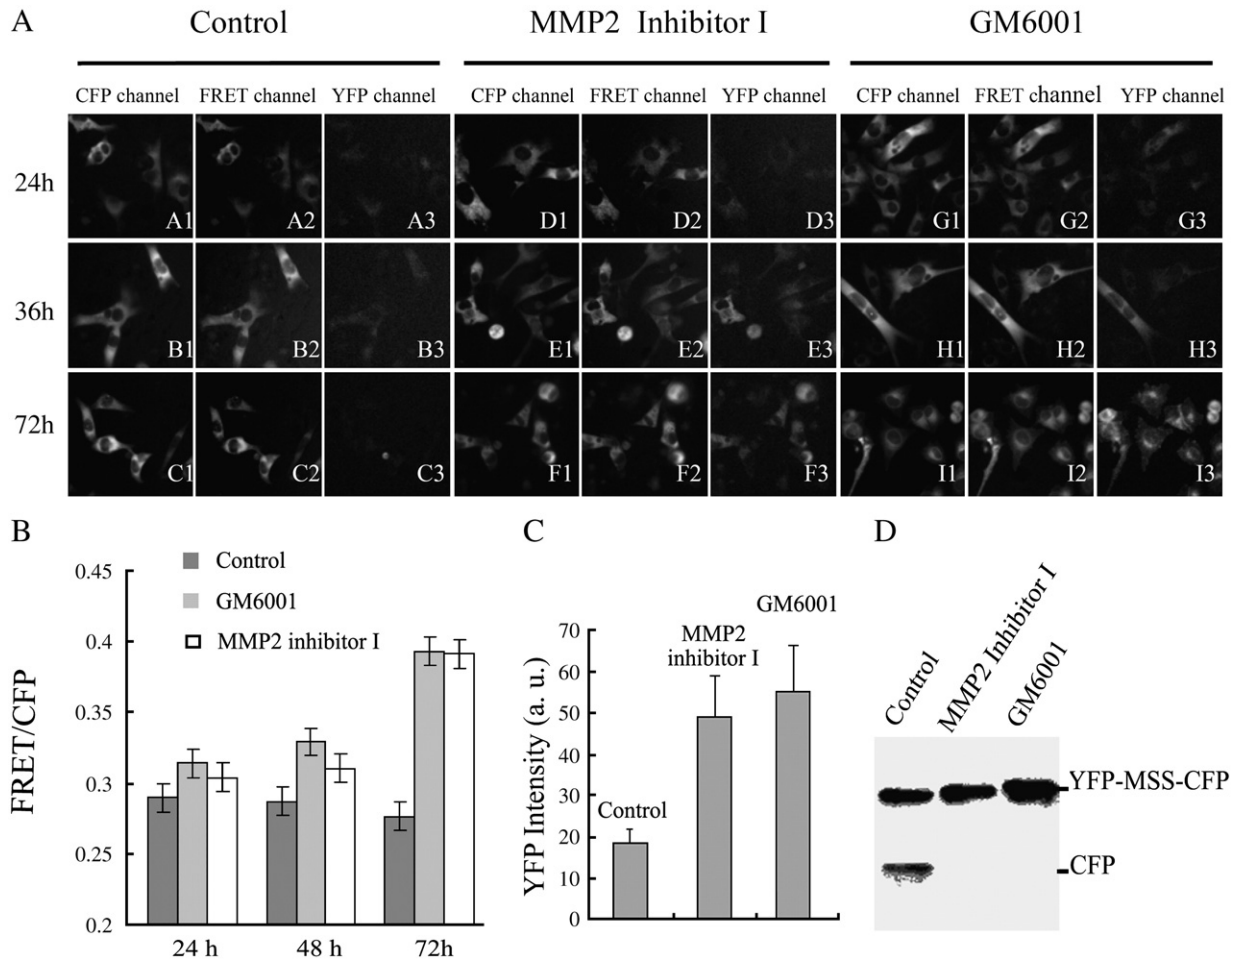 A
Control
MMP2 Inhibitor I
GM6001
CFP channel
FRET channel
YFP channel
CFP channel
FRET channel
YFP channel
CFP channel
FRET channel
YFP channel
24h
A1
A2
A3
D1
D2
D3
G1
G2
G3
36h
B1
B2
B3
E1
E2
E3
H1
H2
H3
72h
C1
C2
C3
F1
F2
F3
I1
I2
I3
B
Control
GM6001
MMP2 inhibitor I
FRET/CFP
0.45
0.4
0.35
0.3
0.25
0.2
24 h
48 h
72h
C
YFP Intensity (a. u.)
70
60
50
40
30
20
10
0
Control
MMP2
inhibitor I
GM6001
D
Control
MMP2 Inhibitor I
GM6001
YFP-MSS-CFP
CFP